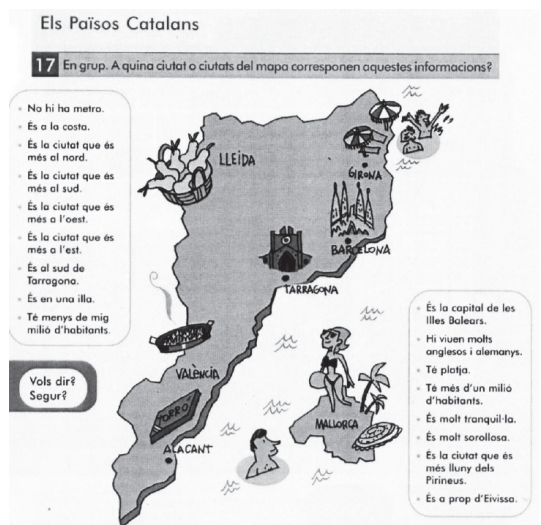 Els Països Catalans
17 En grup. A quina ciutat o ciutats del mapa corresponen aquestes informacions?
No hi ha metro.
És a la costa.
És la ciutat que és
més al nord.
És la ciutat que és
més al sud.
És la ciutat que és
més a l'oest.
És la ciutat que és
més a l'est.
És al sud de
Tarragona.
És en una illa.
Té menys de mig
milió d'habitants.
Vols dir?
Segur?
LLEIDA
GIRONA
BARCELONA
TARRAGONA
VALÈNCIA
TORRÓ
ALACANT
MALLORCA
És la capital de les
Illes Balears.
Hi viuen molts
anglesos i alemanys.
Té platja.
Té més d'un milió
d'habitants.
És molt tranquil·la.
És molt sorollosa.
És la ciutat que és
més lluny dels
Pirineus.
És a prop d'Eivissa.